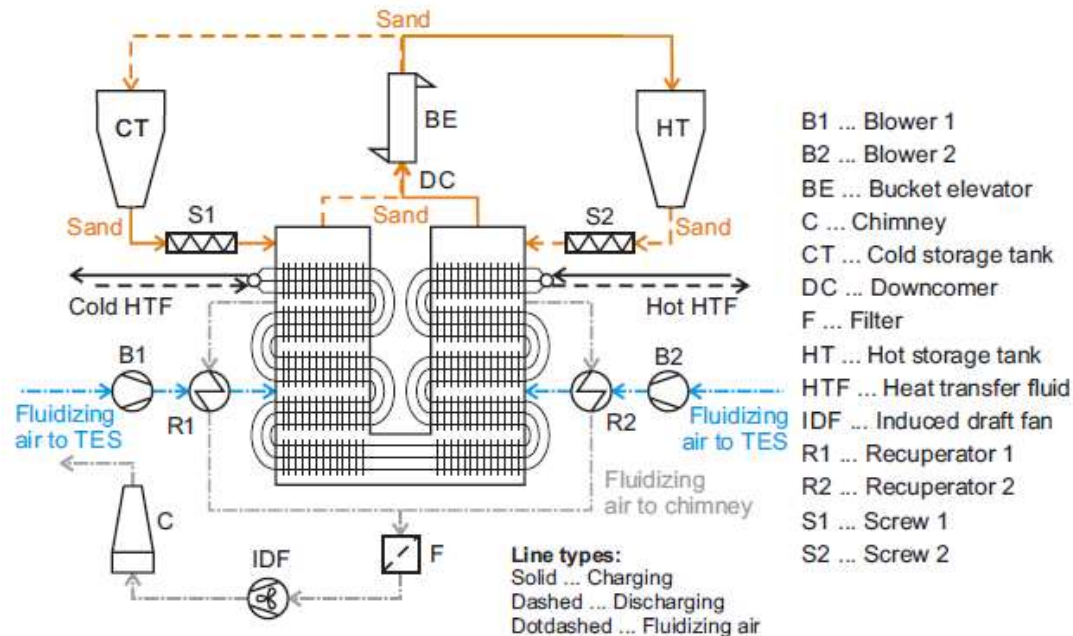 Sand
Sand
CT
BE
HT
DC
Sand
S1
Sand
S2
Sand
Cold HTF
Hot HTF
B1
B2
Fluidizing
air to TES
R1
R2
Fluidizing
air to TES
Fluidizing
air to chimney
C
IDF
F
Line types:
Solid ... Charging
Dashed ... Discharging
Dotdashed ... Fluidizing air
B1 ... Blower 1
B2 ... Blower 2
BE ... Bucket elevator
C ... Chimney
CT ... Cold storage tank
DC ... Downcomer
F ... Filter
HT ... Hot storage tank
HTF ... Heat transfer fluid
IDF ... Induced draft fan
R1 ... Recuperator 1
R2 ... Recuperator 2
S1 ... Screw 1
S2 ... Screw 2